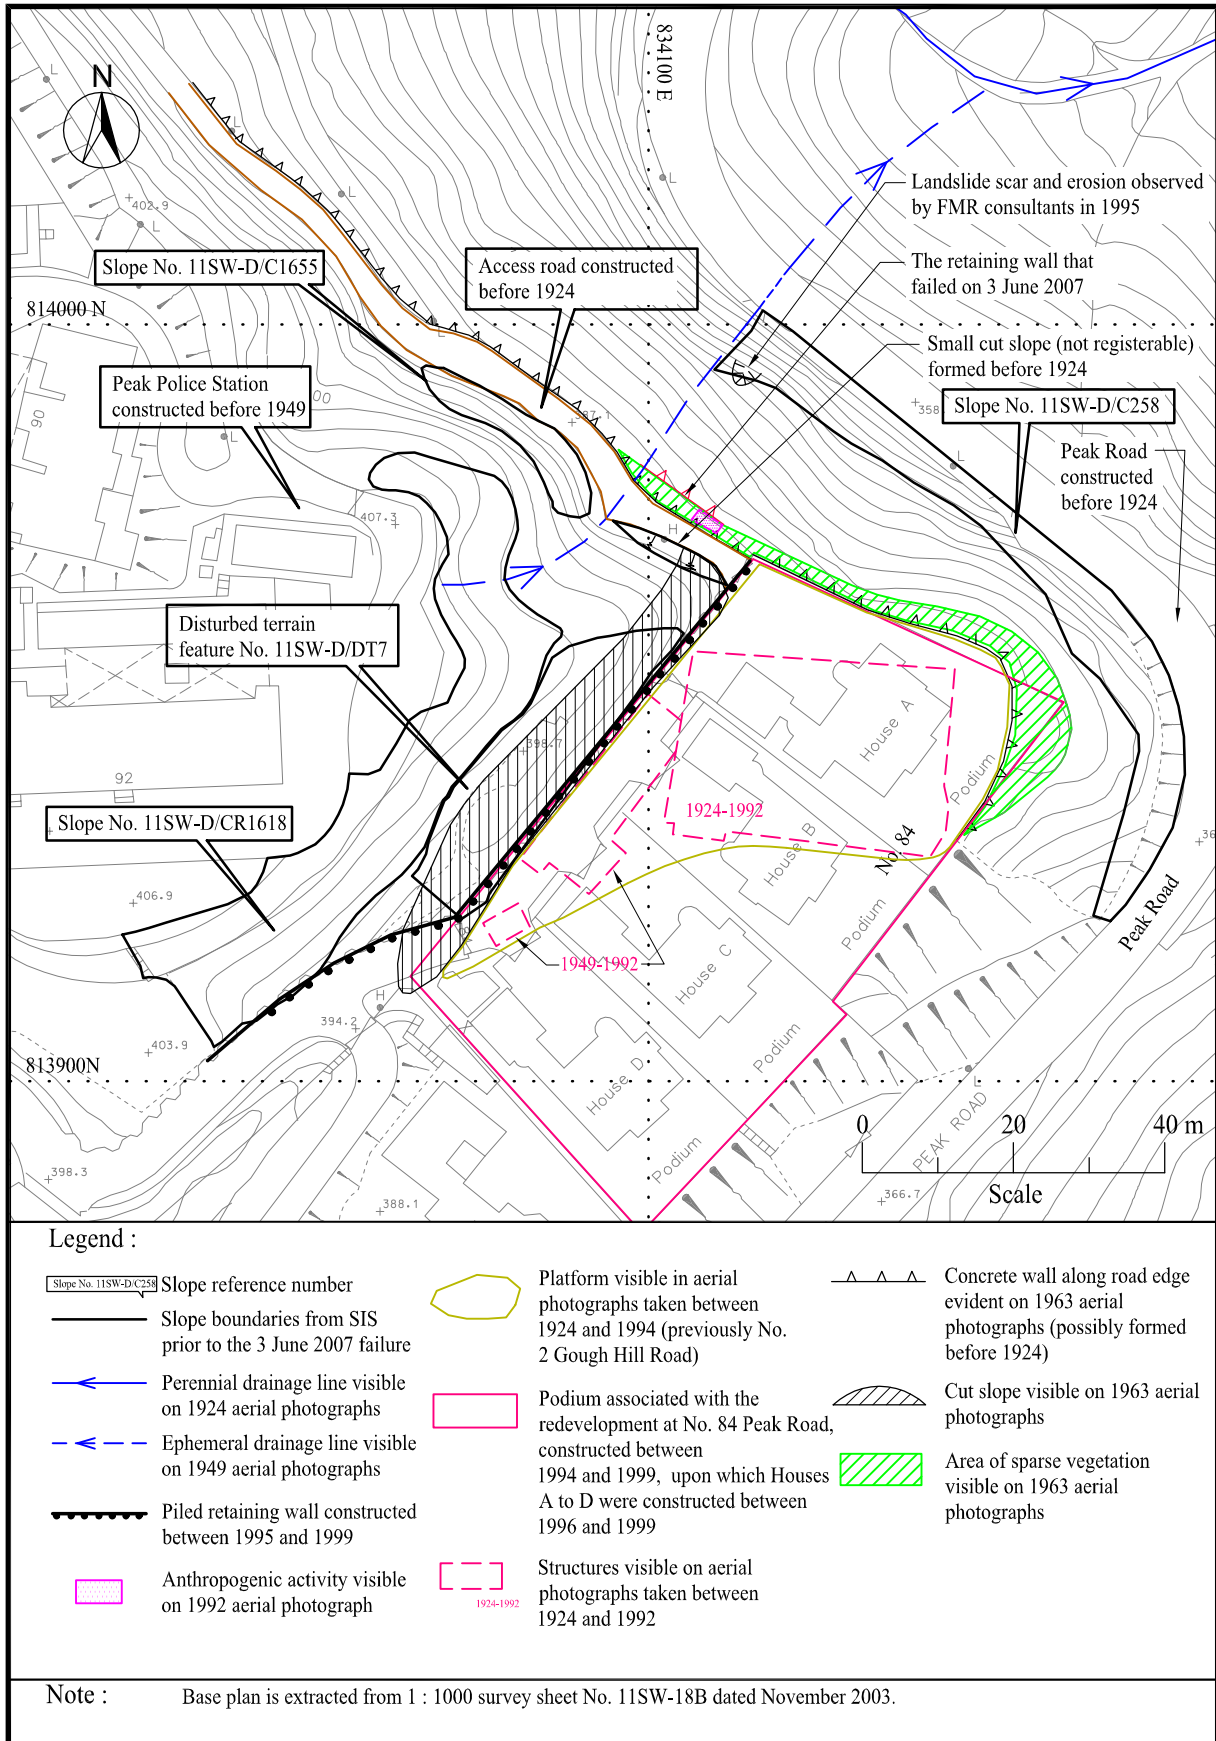 N
834100 E
L
L
L
L
402.9
L
Landslide scar and erosion observed
by FMR consultants in 1995
Slope No. 11SW-D/C1655
Access road constructed
before 1924
The retaining wall that
failed on 3 June 2007
814000 N
L
Small cut slope (not registerable)
formed before 1924
Peak Police Station
constructed before 1949
Slope No. 11SW-D/C258
90
L
387.1
L
Peak Road
constructed
before 1924
407.3
H
Disturbed terrain
feature No. 11SW-D/DT7
398.7
House A
92
1924-1992
Podium
Slope No. 11SW-D/CR1618
House B
No. 84
406.9
Podium
Peak Road
1949-1992
House C
H
394.2
403.9
Podium
813900N
House D
L
PEAK ROAD
0 20 40 m
Podium
398.3
388.1
366.7
Scale
Legend :
Slope No. 11SW-D/C258
Slope reference number
Slope boundaries from SIS
prior to the 3 June 2007 failure
Perennial drainage line visible
on 1924 aerial photographs
Ephemeral drainage line visible
on 1949 aerial photographs
Piled retaining wall constructed
between 1995 and 1999
Anthropogenic activity visible
on 1992 aerial photograph
Platform visible in aerial
photographs taken between
1924 and 1994 (previously No.
2 Gough Hill Road)
Podium associated with the
redevelopment at No. 84 Peak Road,
constructed between
1994 and 1999, upon which Houses
A to D were constructed between
1996 and 1999
1924-1992
Structures visible on aerial
photographs taken between
1924 and 1992
Concrete wall along road edge
evident on 1963 aerial
photographs (possibly formed
before 1924)
Cut slope visible on 1963 aerial
photographs
Area of sparse vegetation
visible on 1963 aerial
photographs
Note :
Base plan is extracted from 1 : 1000 survey sheet No. 11SW-18B dated November 2003.